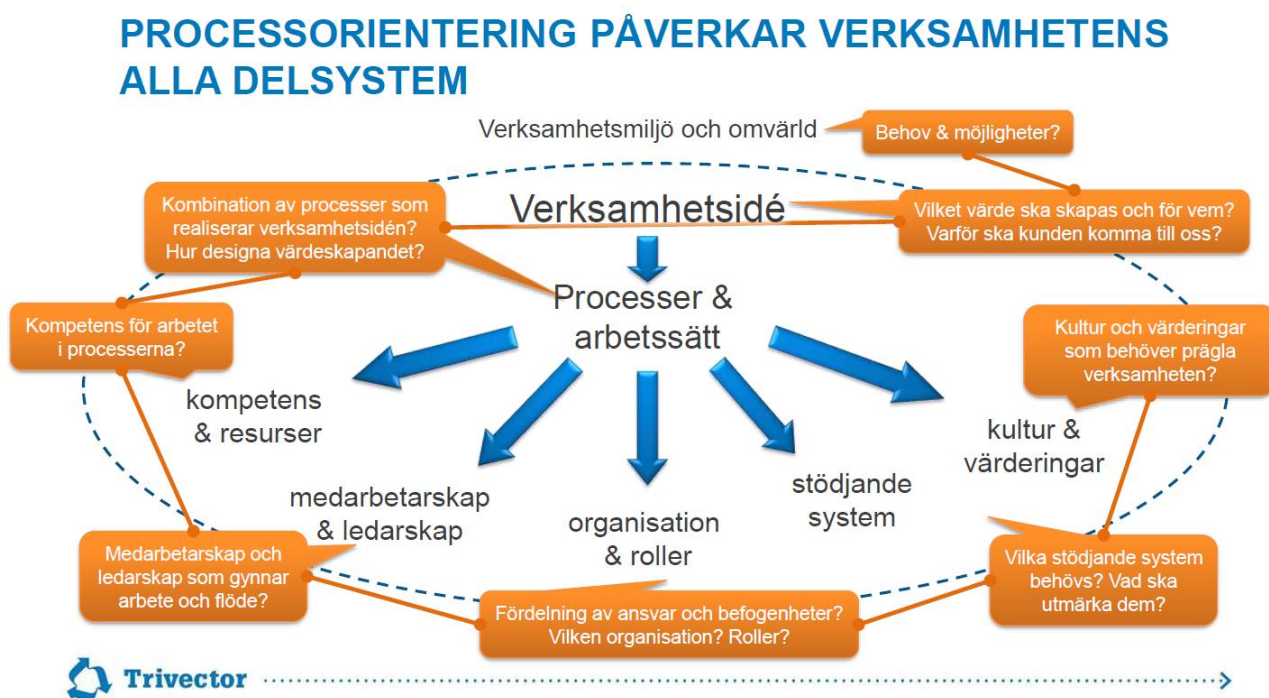 PROCESSORIENTERING PÅVERKAR VERKSAMHETENS
ALLA DELSYSTEM
Verksamhetsmiljö och omvärld
Behov & möjligheter?
Kombination av processer som
realiserar verksamhetsidén?
Hur designa värdeskapandet?
Verksamhetsidé
Vilket värde ska skapas och för vem?
Varför ska kunden komma till oss?
Processer &
arbetssätt
Kompetens för arbetet
i processerna?
Kultur och värderingar
som behöver prägla
verksamheten?
kompetens
& resurser
kultur &
värderingar
medarbetarskap
& ledarskap
organisation
& roller
stödjande
system
Medarbetarskap och
ledarskap som gynnar
arbete och flöde?
Fördelning av ansvar och befogenheter?
Vilken organisation? Roller?
Vilka stödjande system
behövs? Vad ska
utmärka dem?
Trivector